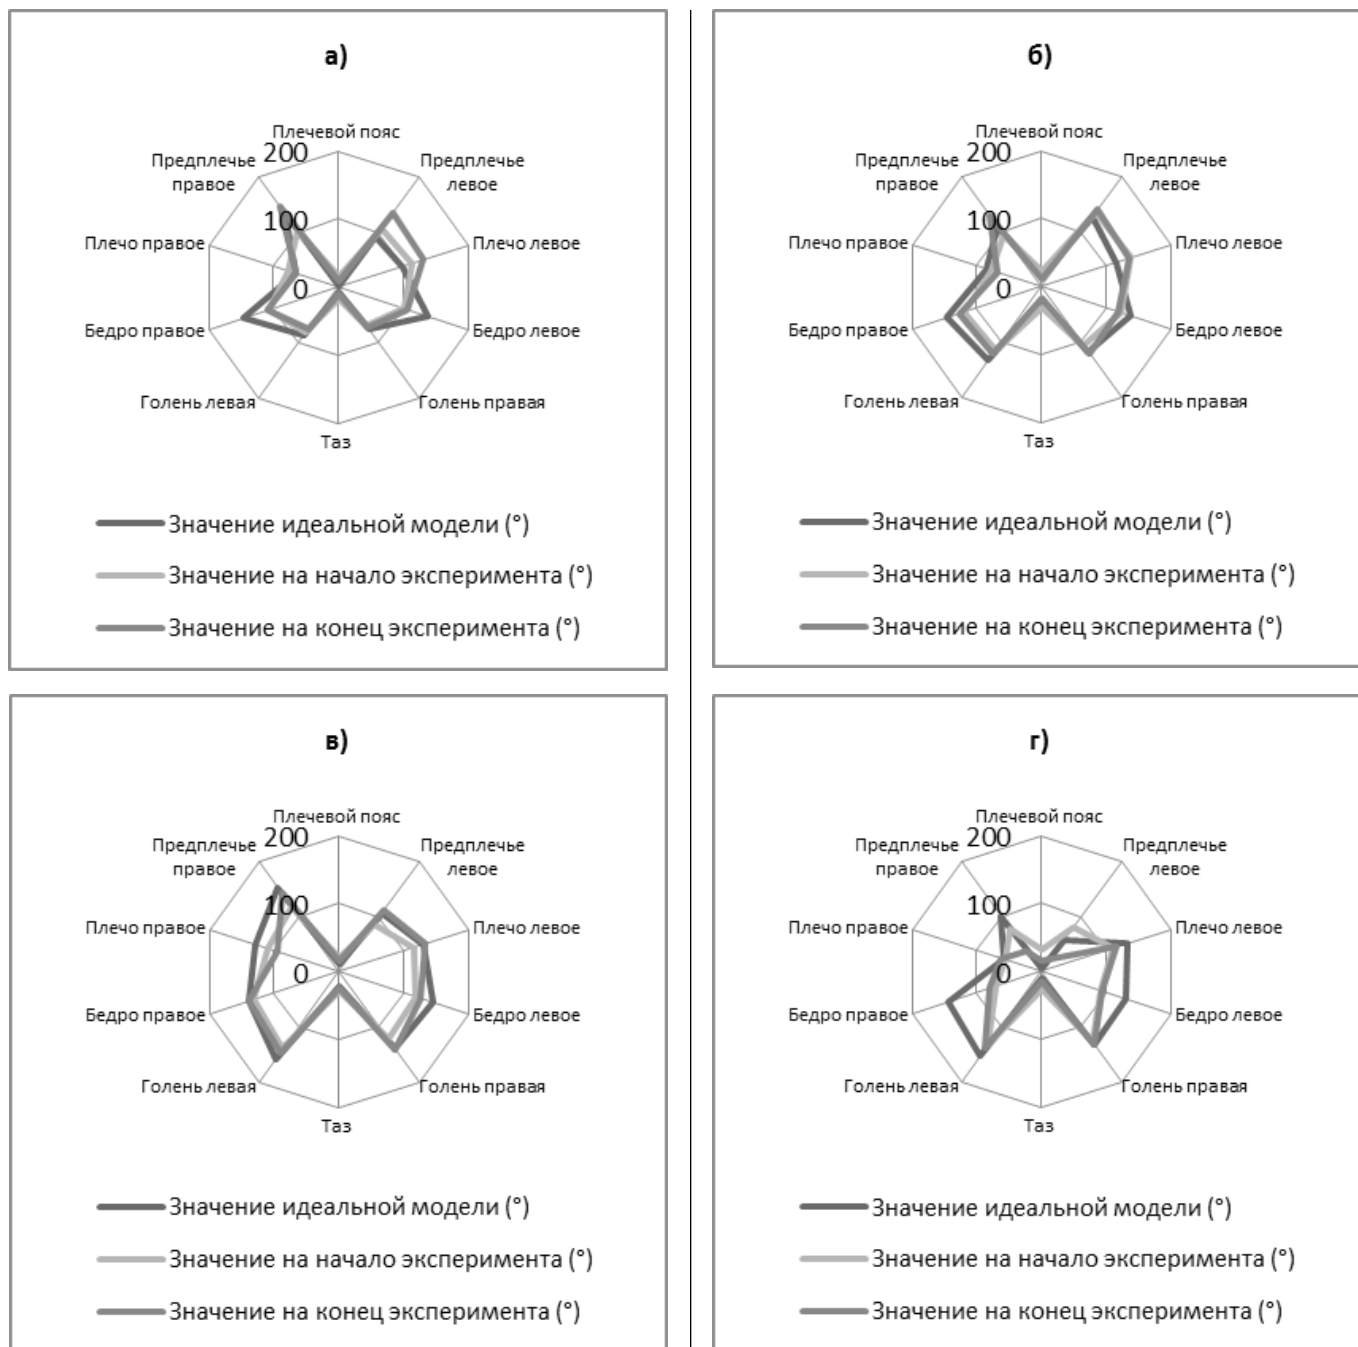 а)
Плечевой пояс
200
Предплечье
правое
Предплечье
левое
100
Плечо правое
Плечо левое
0
Бедро правое
Бедро левое
Голень левая
Голень правая
Таз
Значение идеальной модели (°)
Значение на начало эксперимента (°)
Значение на конец эксперимента (°)
б)
Плечевой пояс
200
Предплечье
правое
Предплечье
левое
100
Плечо правое
Плечо левое
0
Бедро правое
Бедро левое
Голень левая
Голень правая
Таз
Значение идеальной модели (°)
Значение на начало эксперимента (°)
Значение на конец эксперимента (°)
в)
Плечевой пояс
200
Предплечье
правое
Предплечье
левое
100
Плечо правое
Плечо левое
0
Бедро правое
Бедро левое
Голень левая
Голень правая
Таз
Значение идеальной модели (°)
Значение на начало эксперимента (°)
Значение на конец эксперимента (°)
г)
Плечевой пояс
200
Предплечье
правое
Предплечье
левое
100
Плечо правое
Плечо левое
0
Бедро правое
Бедро левое
Голень левая
Голень правая
Таз
Значение идеальной модели (°)
Значение на начало эксперимента (°)
Значение на конец эксперимента (°)